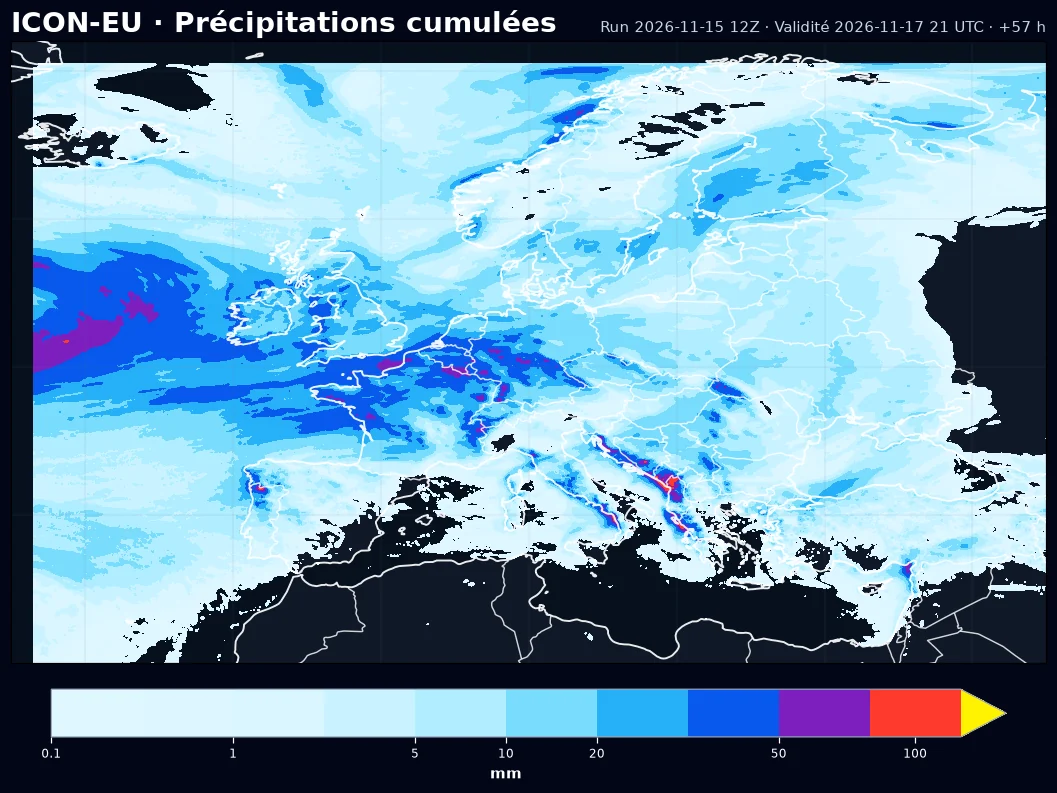 ICON-EU · Précipitations cumulées
Run 2026-11-15 12Z · Validité 2026-11-17 21 UTC · +57 h
0.1 1 5 10 20 50 100
mm